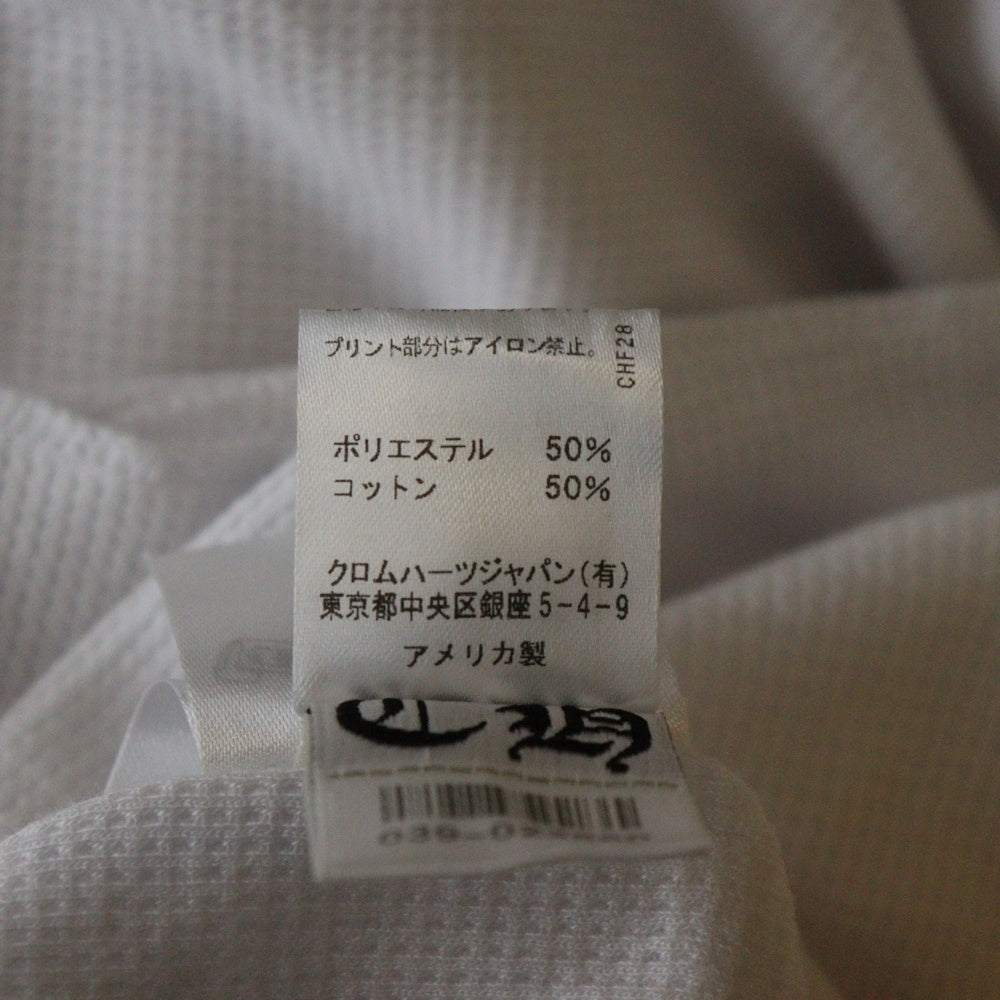 プリント部分はアイロン禁止。
CHF28
ポリエステル 50%
コットン 50%
クロムハーツジャパン(有)
東京都中央区銀座5-4-9
アメリカ製